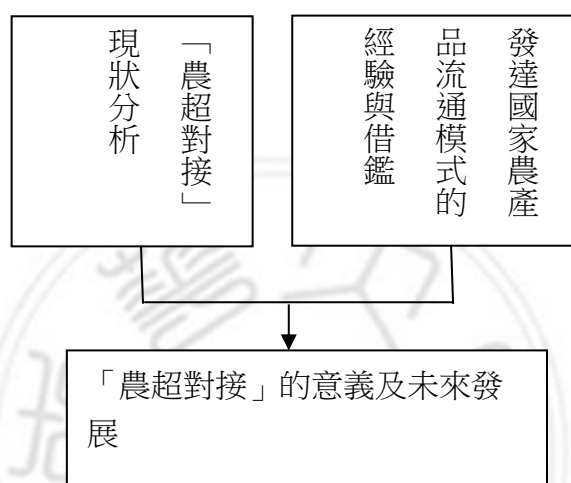 「農超對接」
現狀分析
發達國家農產
品流通模式的
經驗與借鑑
「農超對接」的意義及未來發
展